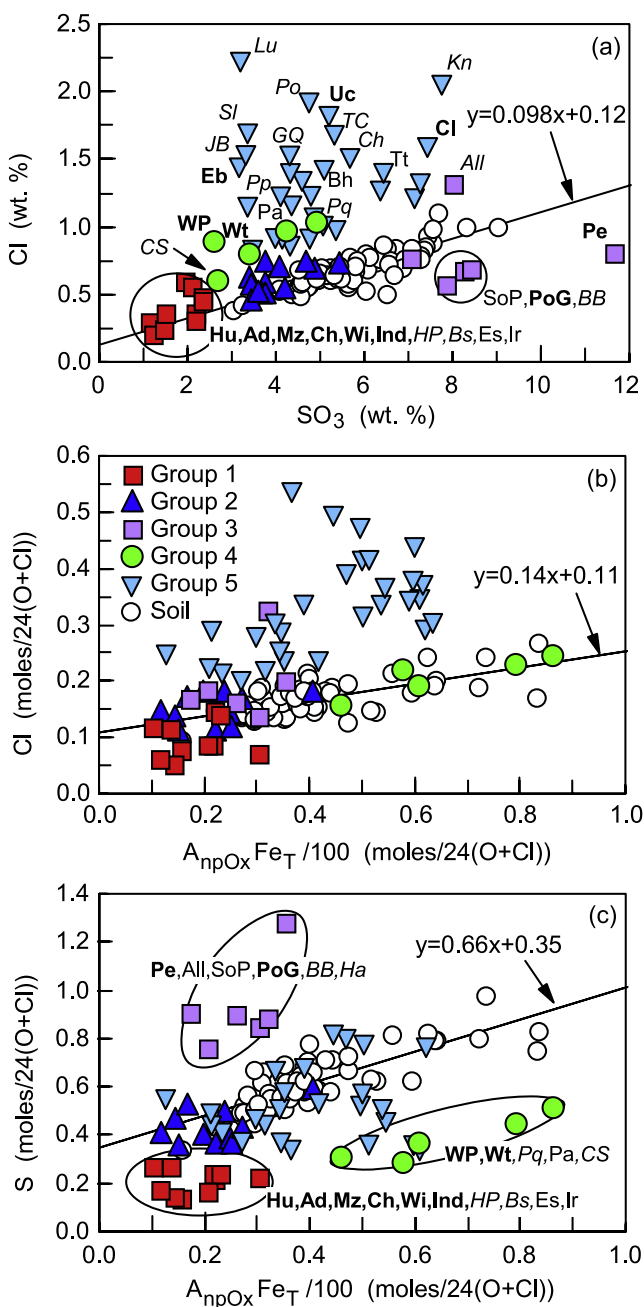 (a)
Cl (wt. %)
2.5
2.0
1.5
1.0
0.5
0.0
Lu
Kn
Po
Uc
Sl
TC
Cl
y=0.098x+0.12
JB
GQ
Ch
Eb
Tt
All
Pp
Bh
WP
Wt
Pa
Pq
Pe
CS
SoP,PoG,BB
Hu,Ad,Mz,Ch,Wi,Ind,HP,Bs,Es,Ir
0 2 4 6 8 10 12
SO3 (wt. %)
(b)
Cl (moles/24(O+Cl))
0.6
0.5
0.4
0.3
0.2
0.1
0.0
Group 1
Group 2
Group 3
Group 4
Group 5
Soil
y=0.14x+0.11
0.0 0.2 0.4 0.6 0.8 1.0
AnpOxFeT/100 (moles/24(O+Cl))
(c)
S (moles/24(O+Cl))
1.4
1.2
1.0
0.8
0.6
0.4
0.2
0.0
y=0.66x+0.35
Pe,All,SoP,PoG,BB,Ha
WP,Wt,Pq,Pa,CS
Hu,Ad,Mz,Ch,Wi,Ind,HP,Bs,Es,Ir
0.0 0.2 0.4 0.6 0.8 1.0
AnpOxFeT/100 (moles/24(O+Cl))